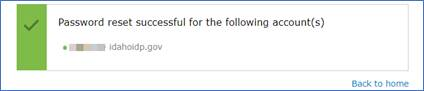 Password reset successful for the following account(s)
idahoidp.gov
Back to home